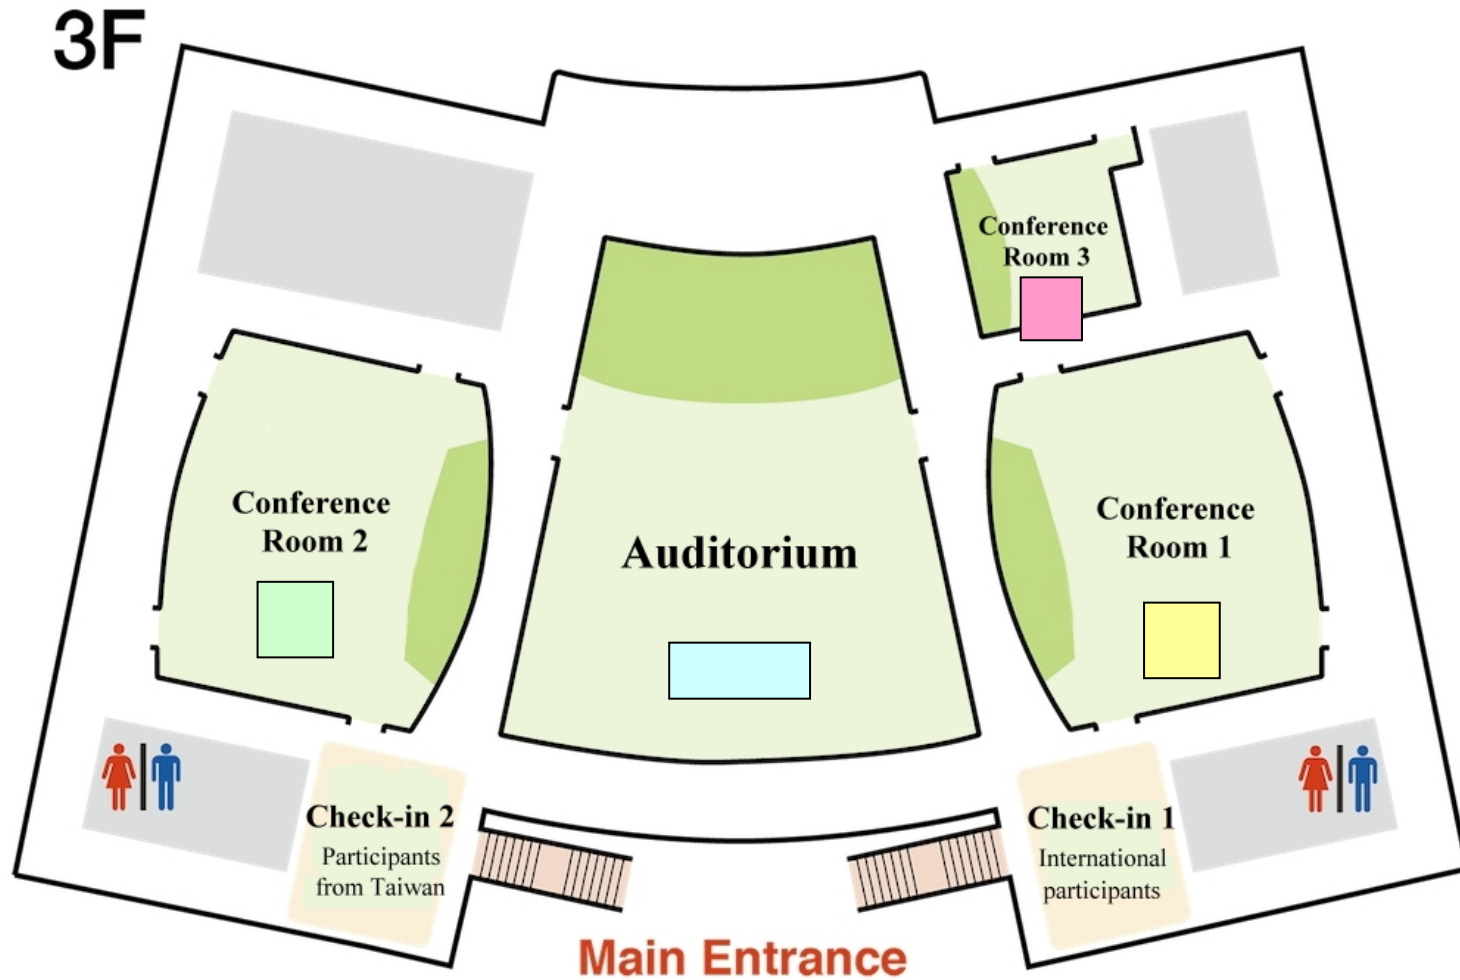 3F
Conference
Room 3
Conference
Room 2
Conference
Room 1
Auditorium
Check-in 2
Participants
from Taiwan
Check-in 1
International
participants
Main Entrance